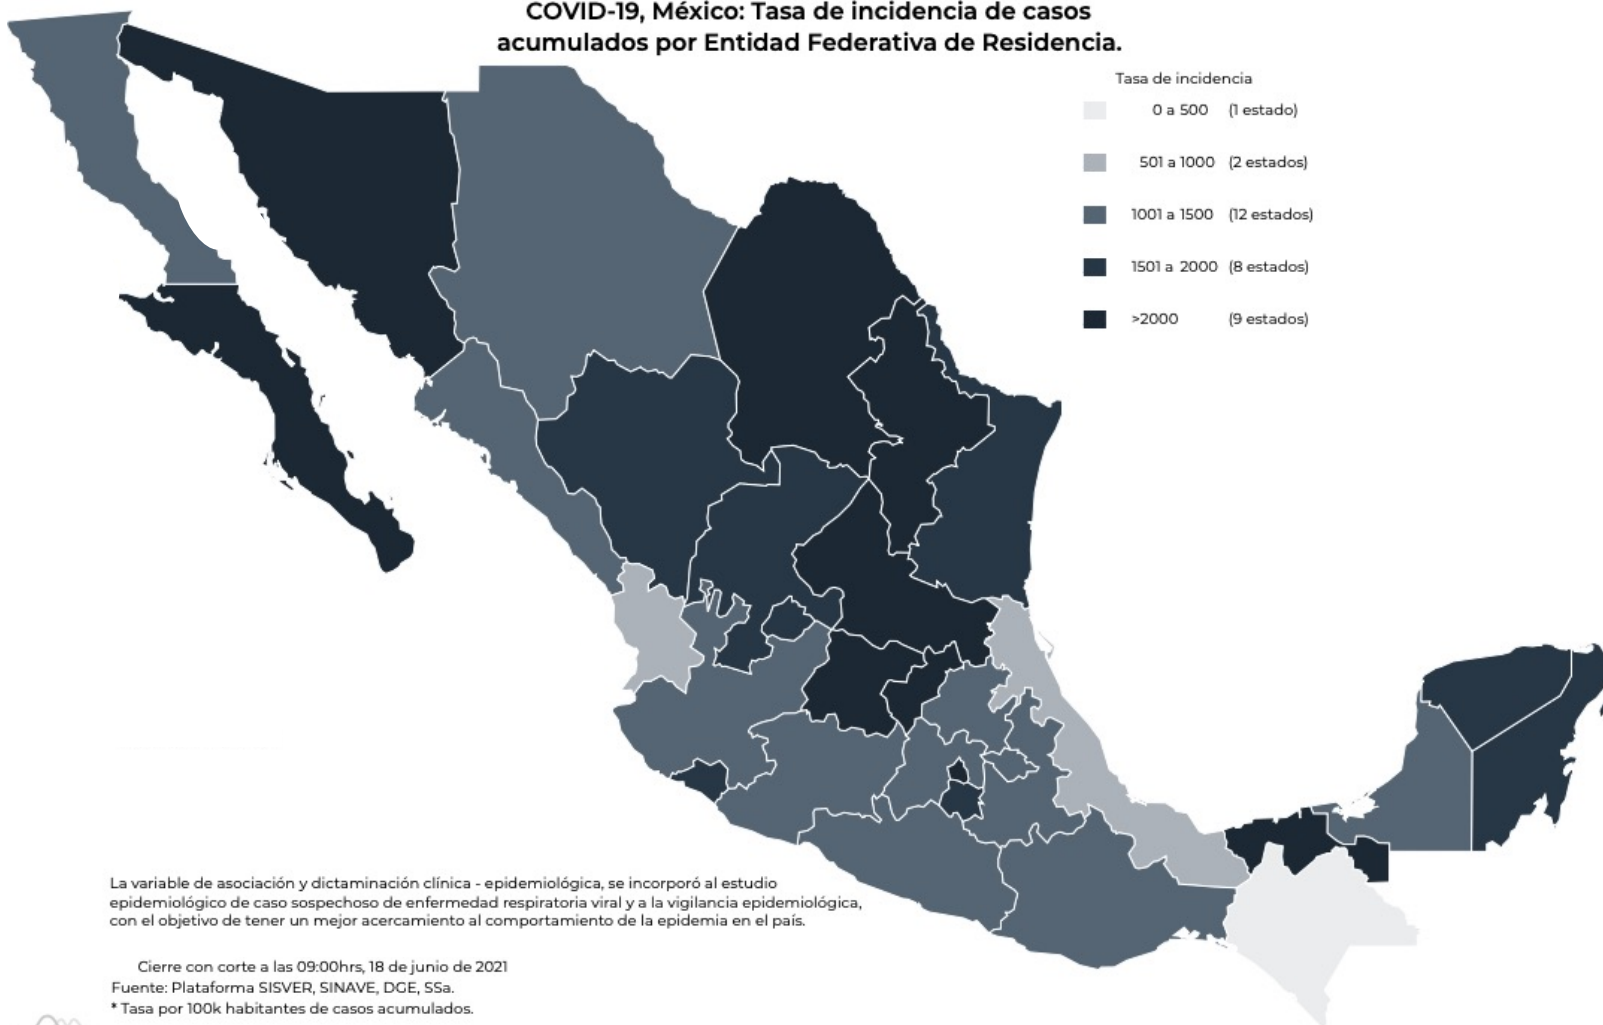 COVID-19, México: Tasa de incidencia de casos
acumulados por Entidad Federativa de Residencia.
Tasa de incidencia
0 a 500 (1 estado)
501 a 1000 (2 estados)
1001 a 1500 (12 estados)
1501 a 2000 (8 estados)
>2000 (9 estados)
La variable de asociación y dictaminación clínica - epidemiológica, se incorporó al estudio
epidemiológico de caso sospechoso de enfermedad respiratoria viral y a la vigilancia epidemiológica,
con el objetivo de tener un mejor acercamiento al comportamiento de la epidemia en el país.
Cierre con corte a las 09:00hrs, 18 de junio de 2021
Fuente: Plataforma SISVER, SINAVE, DGE, SSa.
* Tasa por 100k habitantes de casos acumulados.